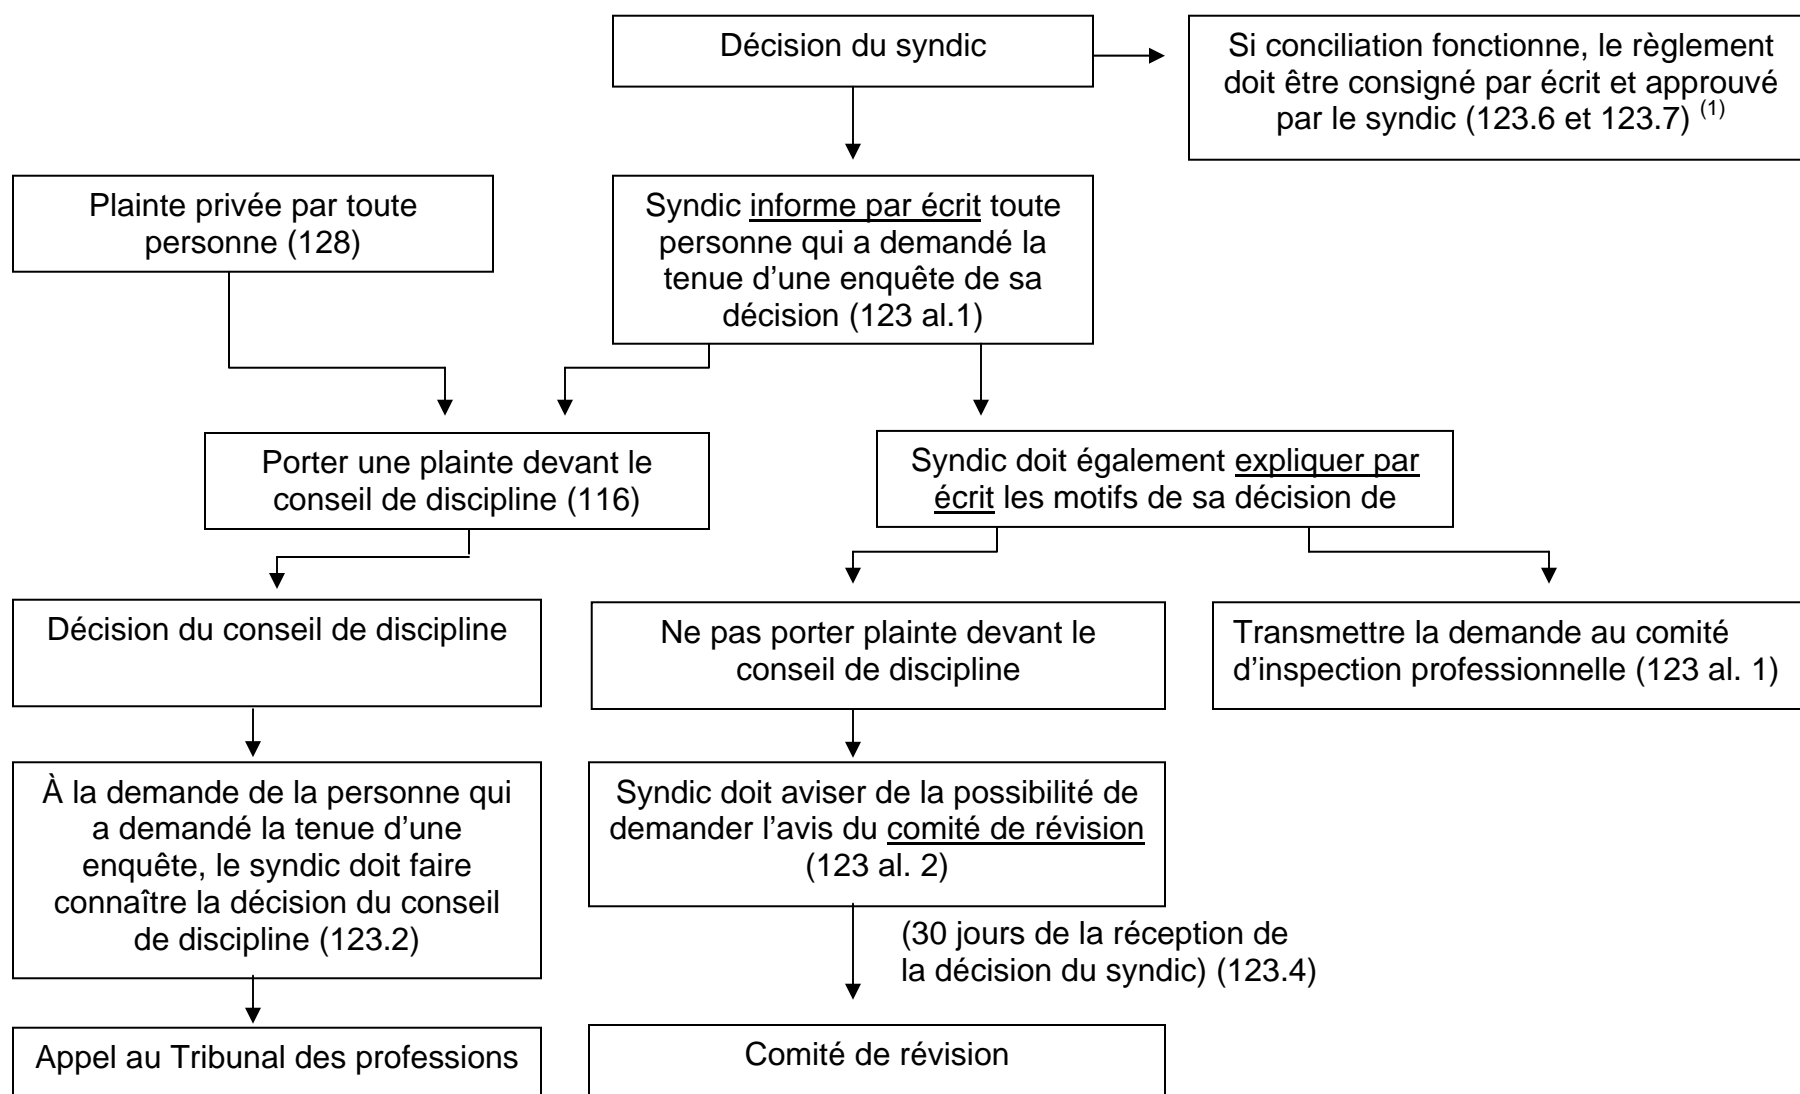 Décision du syndic
Si conciliation fonctionne, le règlement
doit être consigné par écrit et approuvé
par le syndic (123.6 et 123.7) (1)
Plainte privée par toute
personne (128)
Syndic informe par écrit toute
personne qui a demandé la
tenue d’une enquête de sa
décision (123 al.1)
Porter une plainte devant le
conseil de discipline (116)
Syndic doit également expliquer par
écrit les motifs de sa décision de
Décision du conseil de discipline
Ne pas porter plainte devant le
conseil de discipline
Transmettre la demande au comité
d’inspection professionnelle (123 al. 1)
À la demande de la personne qui
a demandé la tenue d’une
enquête, le syndic doit faire
connaître la décision du conseil
de discipline (123.2)
Syndic doit aviser de la possibilité de
demander l’avis du comité de révision
(123 al. 2)
(30 jours de la réception de
la décision du syndic) (123.4)
Appel au Tribunal des professions
Comité de révision